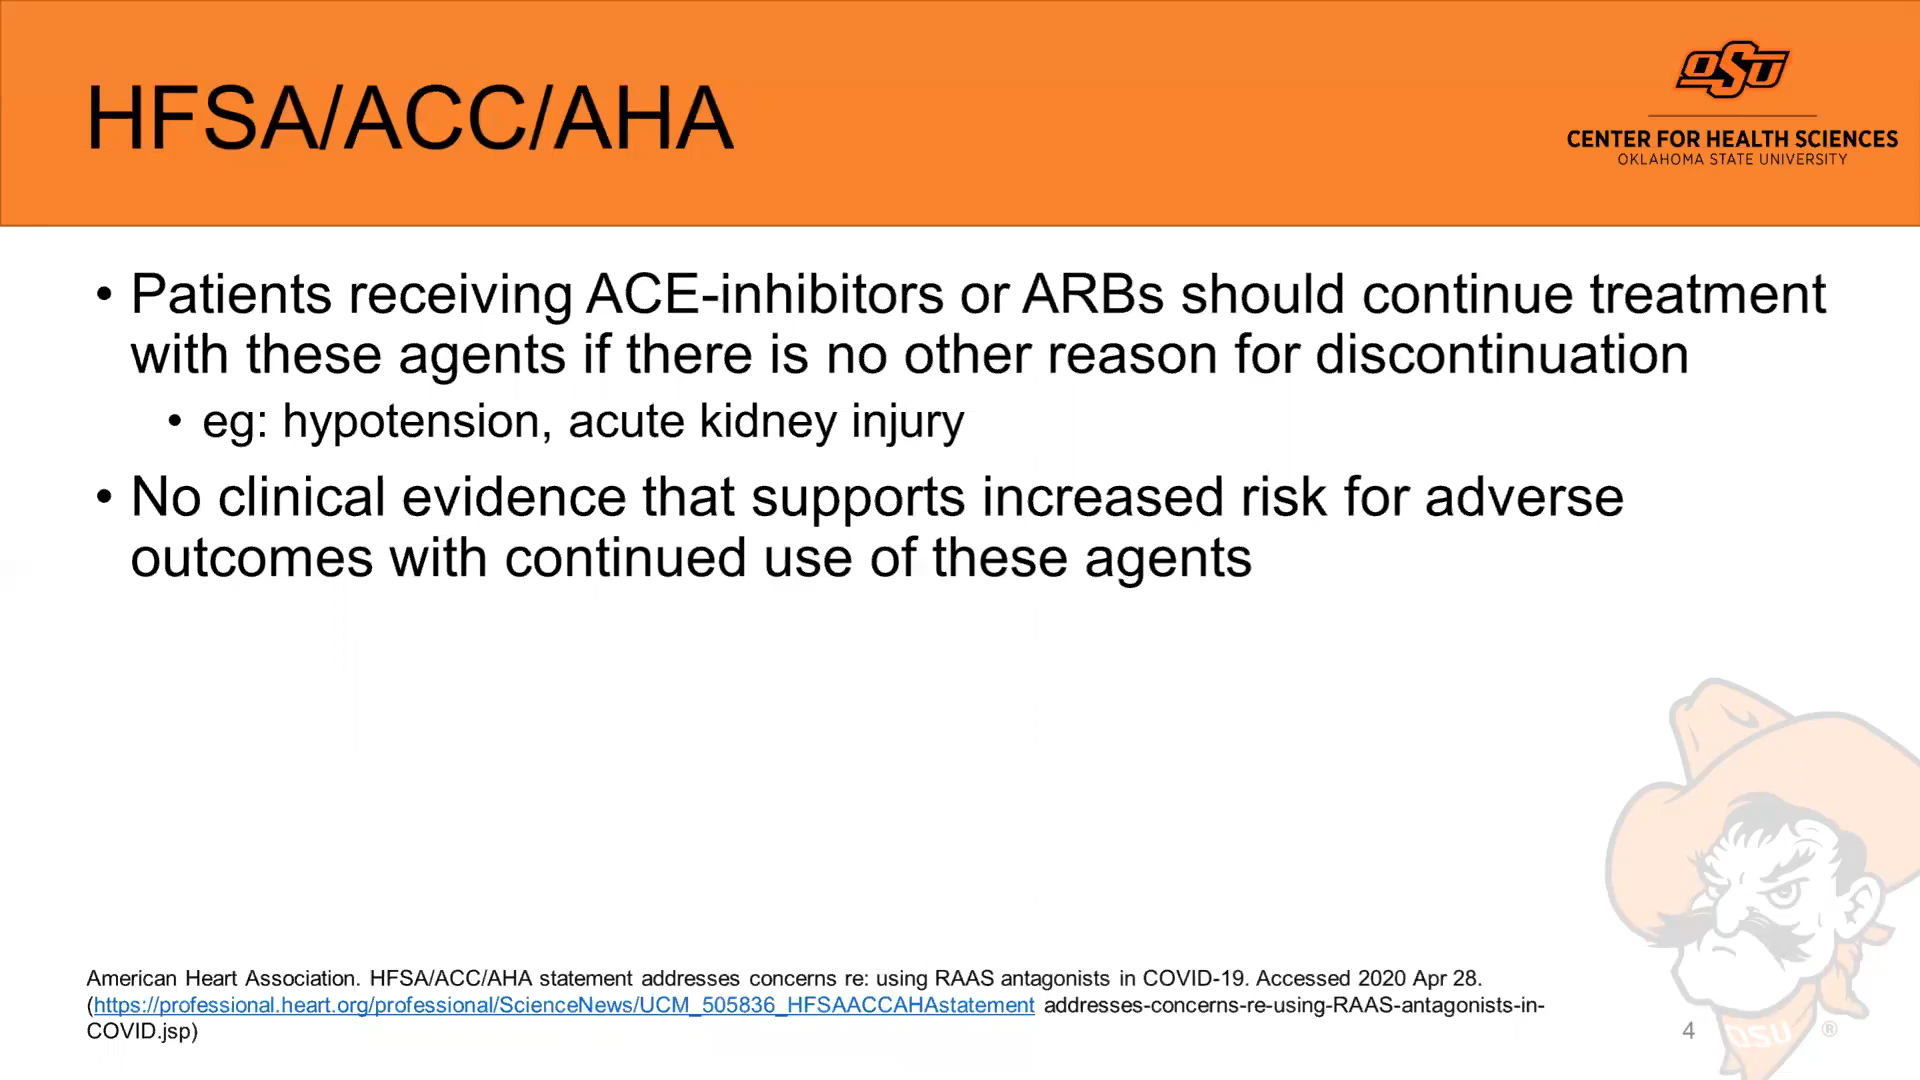 HFSA/ACC/AHA
OSU
CENTER FOR HEALTH SCIENCES
OKLAHOMA STATE UNIVERSITY
• Patients receiving ACE-inhibitors or ARBs should continue treatment
with these agents if there is no other reason for discontinuation
• eg: hypotension, acute kidney injury
• No clinical evidence that supports increased risk for adverse
outcomes with continued use of these agents
American Heart Association. HFSA/ACC/AHA statement addresses concerns re: using RAAS antagonists in COVID-19. Accessed 2020 Apr 28.
(https://professional.heart.org/professional/ScienceNews/UCM_505836_HFSAACCAHAstatement addresses-concerns-re-using-RAAS-antagonists-in-
COVID.jsp)
4
OSU
®